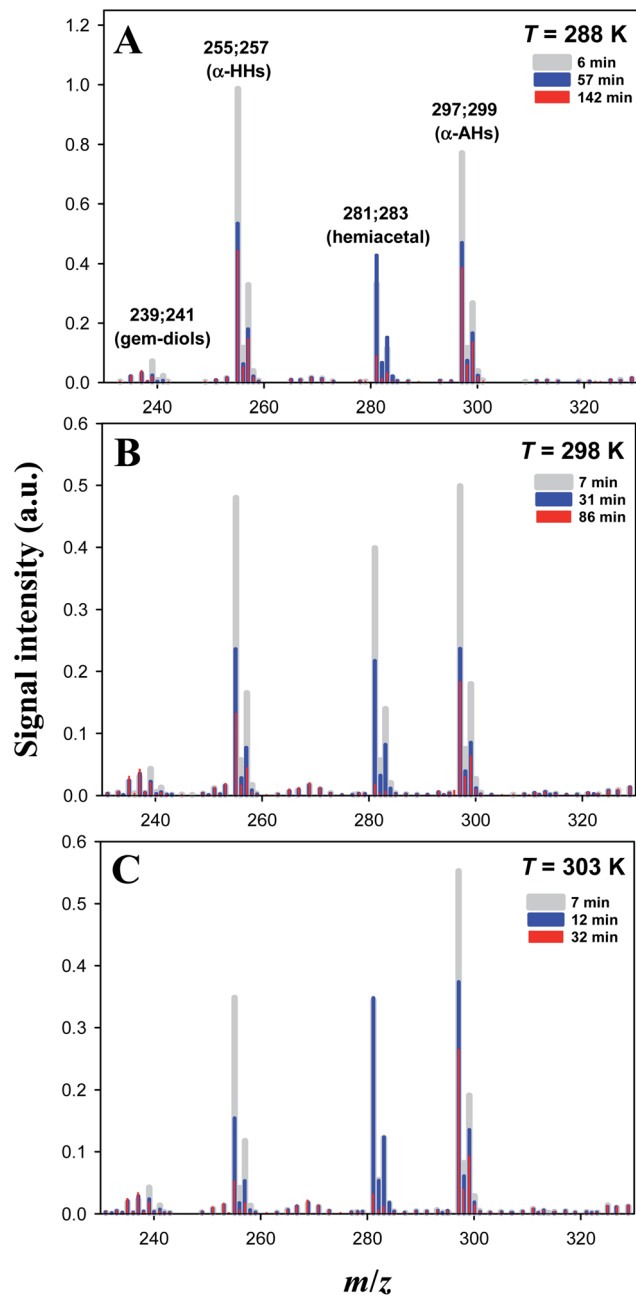 A
T = 288 K
6 min
57 min
142 min
255;257
(α-HHs)
297;299
(α-AHs)
281;283
(hemiacetal)
239;241
(gem-diols)
1.2
1.0
0.8
0.6
0.4
0.2
0.0
240
260
280
300
320
B
T = 298 K
7 min
31 min
86 min
0.6
0.5
0.4
0.3
0.2
0.1
0.0
240
260
280
300
320
Signal intensity (a.u.)
C
T = 303 K
7 min
12 min
32 min
0.6
0.5
0.4
0.3
0.2
0.1
0.0
240
260
280
300
320
m/z